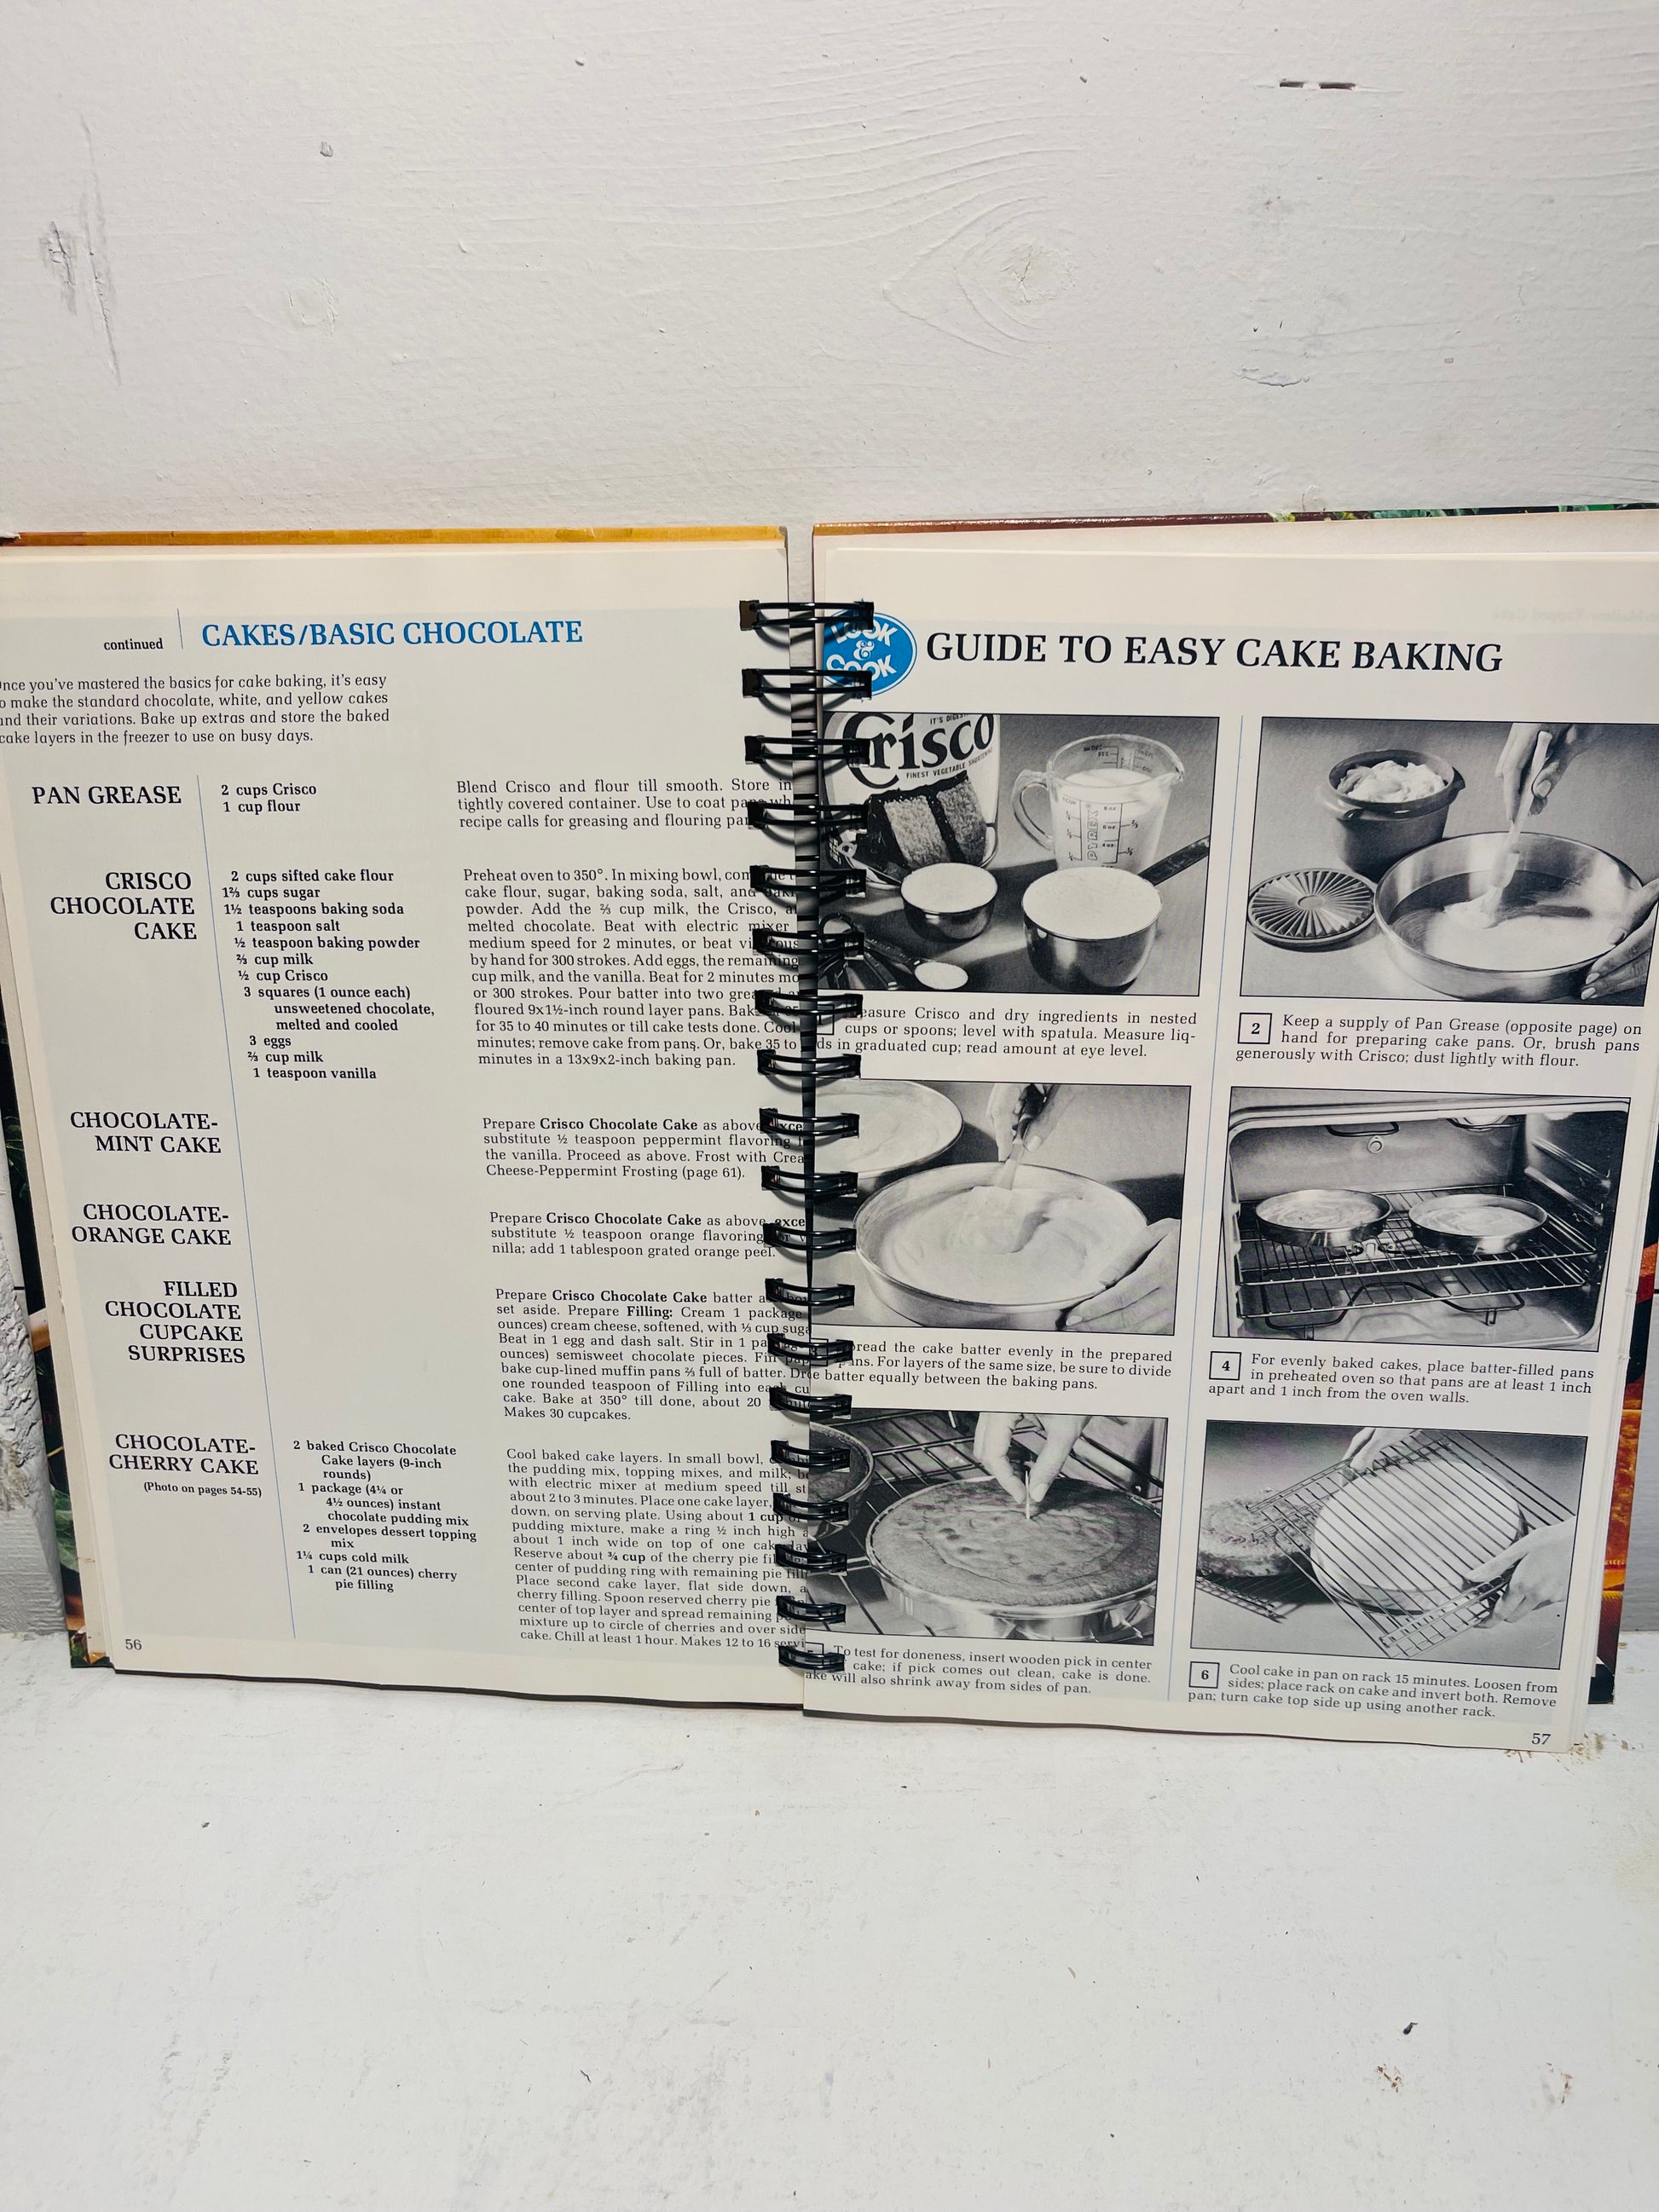 continued
CAKES/BASIC CHOCOLATE
you've mastered the basics for cake baking, it's easy
make the standard chocolate, white, and yellow cakes
their variations. Bake up extras and store the baked
cake layers in the freezer to use on busy days.
PAN GREASE
2 cups Crisco
1 cup flour
Blend Crisco and flour till smooth. Store in
tightly covered container. Use to coat
recipe calls for greasing and flouring
CRISCO
CHOCOLATE
CAKE
2 cups sifted cake flour
1⅔ cups sugar
1½ teaspoons baking soda
1 teaspoon salt
½ teaspoon baking powder
⅔ cup milk
½ cup Crisco
3 squares (1 ounce each)
unsweetened chocolate,
melted and cooled
3 eggs
⅔ cup milk
1 teaspoon vanilla
Preheat oven to 350°. In mixing bowl,
cake flour, sugar, baking soda, salt, and
powder. Add the ⅔ cup milk, the Crisco,
melted chocolate. Beat with electric mixer
medium speed for 2 minutes, or beat
by hand for 300 strokes. Add eggs, the remaining
cup milk, and the vanilla. Beat for 2 minutes
or 300 strokes. Pour batter into two
floured 9x1½-inch round layer pans.
for 35 to 40 minutes or till cake tests done. Cool
minutes; remove cake from pans. Or, bake 35 to
minutes in a 13x9x2-inch baking pan.
CHOCOLATE-
MINT CAKE
Prepare Crisco Chocolate Cake as above
substitute ½ teaspoon peppermint flavoring
the vanilla. Proceed as above. Frost with
Cheese-Peppermint Frosting (page 61).
CHOCOLATE-
ORANGE CAKE
Prepare Crisco Chocolate Cake as above
substitute ½ teaspoon orange flavoring
nilla; add 1 tablespoon grated orange peel.
FILLED
CHOCOLATE
CUPCAKE
SURPRISES
Prepare Crisco Chocolate Cake batter
set aside. Prepare Filling: Cream 1 package
ounces) cream cheese, softened, with ⅓ cup
Beat in 1 egg and dash salt. Stir in 1
ounces) semisweet chocolate pieces.
bake cup-lined muffin pans ⅔ full of batter.
one rounded teaspoon of Filling into
cake. Bake at 350° till done, about 20
Makes 30 cupcakes.
CHOCOLATE-
CHERRY CAKE
(Photo on pages 54-55)
2 baked Crisco Chocolate
Cake layers (9-inch
rounds)
1 package (4¼ or
4½ ounces) instant
chocolate pudding mix
2 envelopes dessert topping
mix
1¼ cups cold milk
1 can (21 ounces) cherry
pie filling
Cool baked cake layers. In small bowl,
the pudding mix, topping mixes, and milk;
with electric mixer at medium speed till
about 2 to 3 minutes. Place one cake layer,
down, on serving plate. Using about 1 cup
pudding mixture, make a ring ½ inch high
about 1 inch wide on top of one
Reserve about ¾ cup of the cherry pie
center of pudding ring with remaining pie
Place second cake layer, flat side down,
cherry filling. Spoon reserved cherry pie
center of top layer and spread remaining
mixture up to circle of cherries and over
cake. Chill at least 1 hour. Makes 12 to 16
56
LOOK
&
COOK
GUIDE TO EASY CAKE BAKING
IT'S
Crisco
FINEST VEGETABLE
PYREX
Measure Crisco and dry ingredients in nested
cups or spoons; level with spatula. Measure liq-
in graduated cup; read amount at eye level.
2 Keep a supply of Pan Grease (opposite page) on
hand for preparing cake pans. Or, brush pans
generously with Crisco; dust lightly with flour.
3 Spread the cake batter evenly in the prepared
pans. For layers of the same size, be sure to divide
batter equally between the baking pans.
4 For evenly baked cakes, place batter-filled pans
in preheated oven so that pans are at least 1 inch
apart and 1 inch from the oven walls.
To test for doneness, insert wooden pick in center
cake; if pick comes out clean, cake is done.
will also shrink away from sides of pan.
6 Cool cake in pan on rack 15 minutes. Loosen from
sides; place rack on cake and invert both. Remove
pan; turn cake top side up using another rack.
57